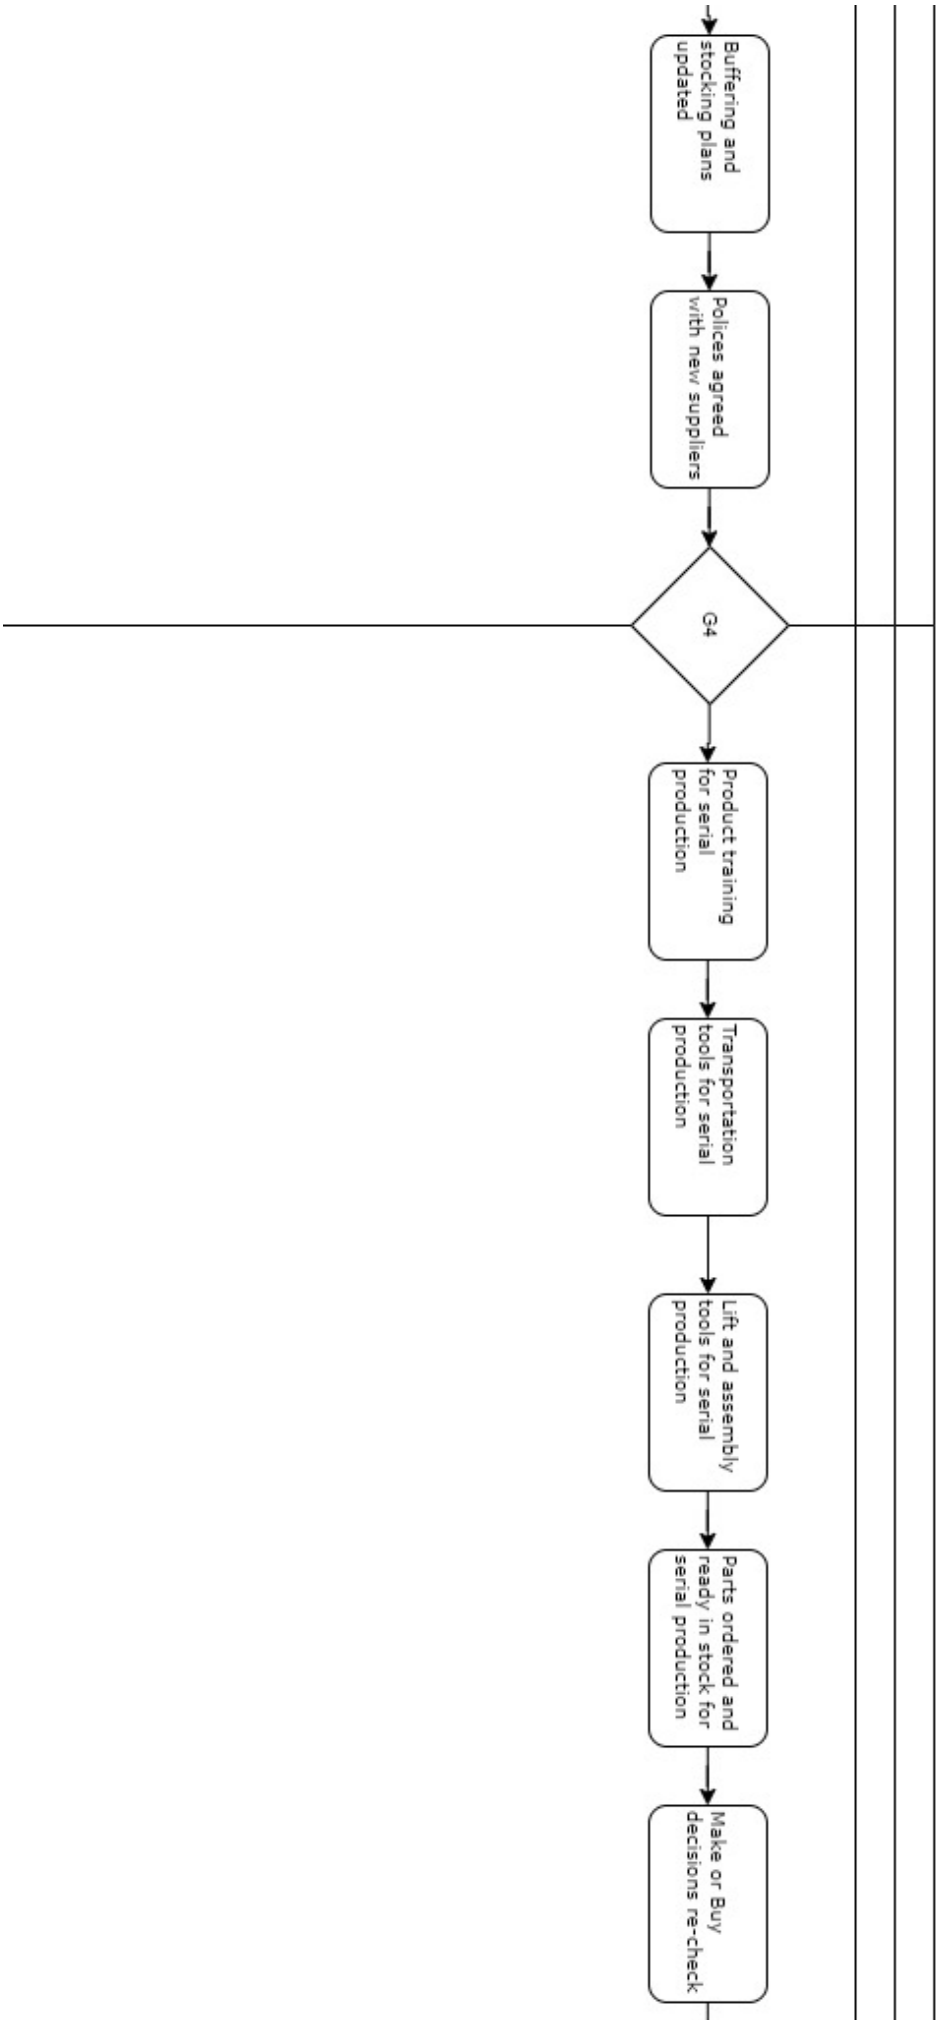 Buffering and
stocking plans
updated
Polices agreed
with new suppliers
G4
Product training
for serial
production
Transportation
tools for serial
production
Lift and assembly
tools for serial
production
Parts ordered and
ready in stock for
serial production
Make or Buy
decisions re-check